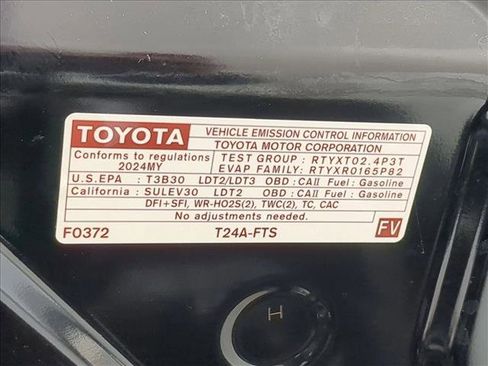 TOYOTA
VEHICLE EMISSION CONTROL INFORMATION
TOYOTA MOTOR CORPORATION
Conforms to regulations
2024MY
TEST GROUP : RTYXT02.4P3T
EVAP FAMILY: RTYXR0165P82
U.S.EPA : T3B30 LDT2/LDT3 OBD : CAII Fuel : Gasoline
California : SULEV30 LDT2 OBD : CAII Fuel : Gasoline
DFI+SFI, WR-HO2S(2), TWC(2), TC, CAC
No adjustments needed.
F0372 T24A-FTS FV
H